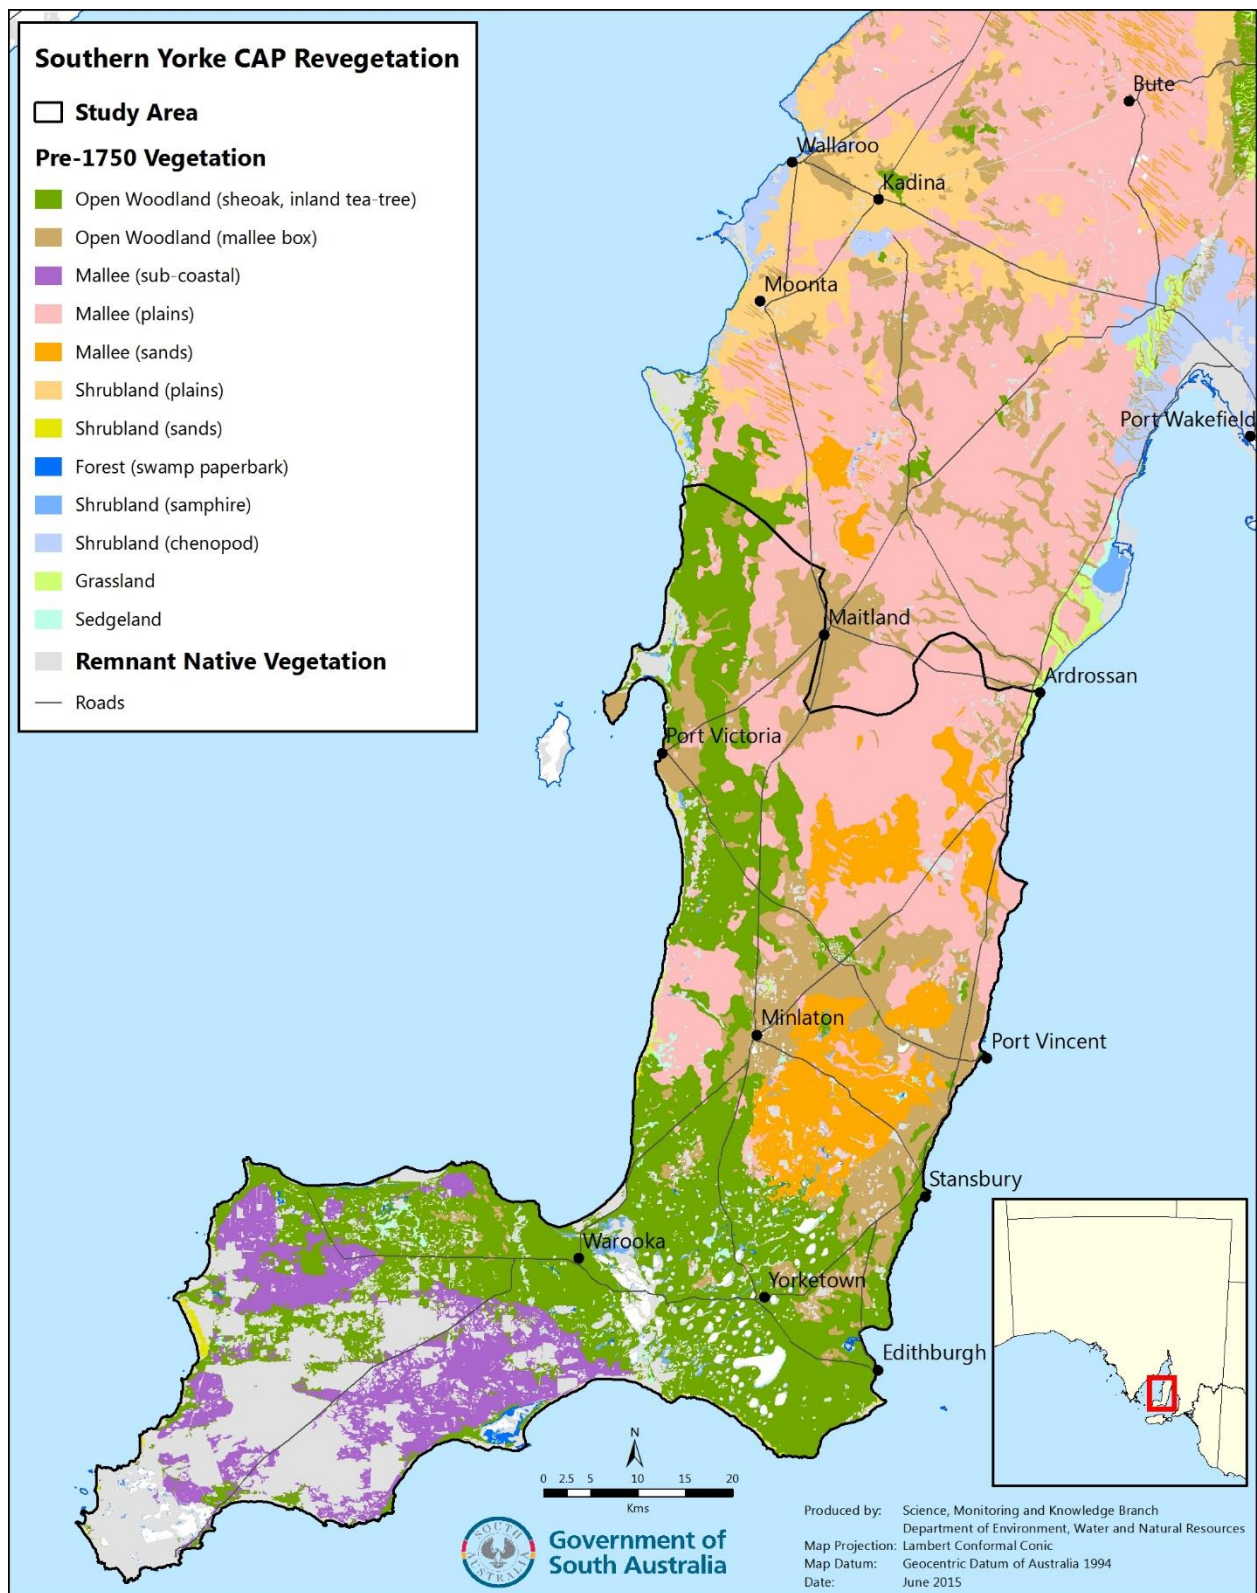 Southern Yorke CAP Revegetation
Study Area
Pre-1750 Vegetation
Open Woodland (sheoak, inland tea-tree)
Open Woodland (mallee box)
Mallee (sub-coastal)
Mallee (plains)
Mallee (sands)
Shrubland (plains)
Shrubland (sands)
Forest (swamp paperbark)
Shrubland (samphire)
Shrubland (chenopod)
Grassland
Sedgeland
Remnant Native Vegetation
Roads
Bute
Wallaroo
Kadina
Moonta
Port Wakefield
Maitland
Ardrossan
Port Victoria
Minlaton
Port Vincent
Stansbury
Warooka
Yorketown
Edithburgh
N
0 2.5 5 10 15 20
Kms
SOUTH AUSTRALIA
Government of
South Australia
Produced by: Science, Monitoring and Knowledge Branch
Department of Environment, Water and Natural Resources
Map Projection: Lambert Conformal Conic
Map Datum: Geocentric Datum of Australia 1994
Date: June 2015